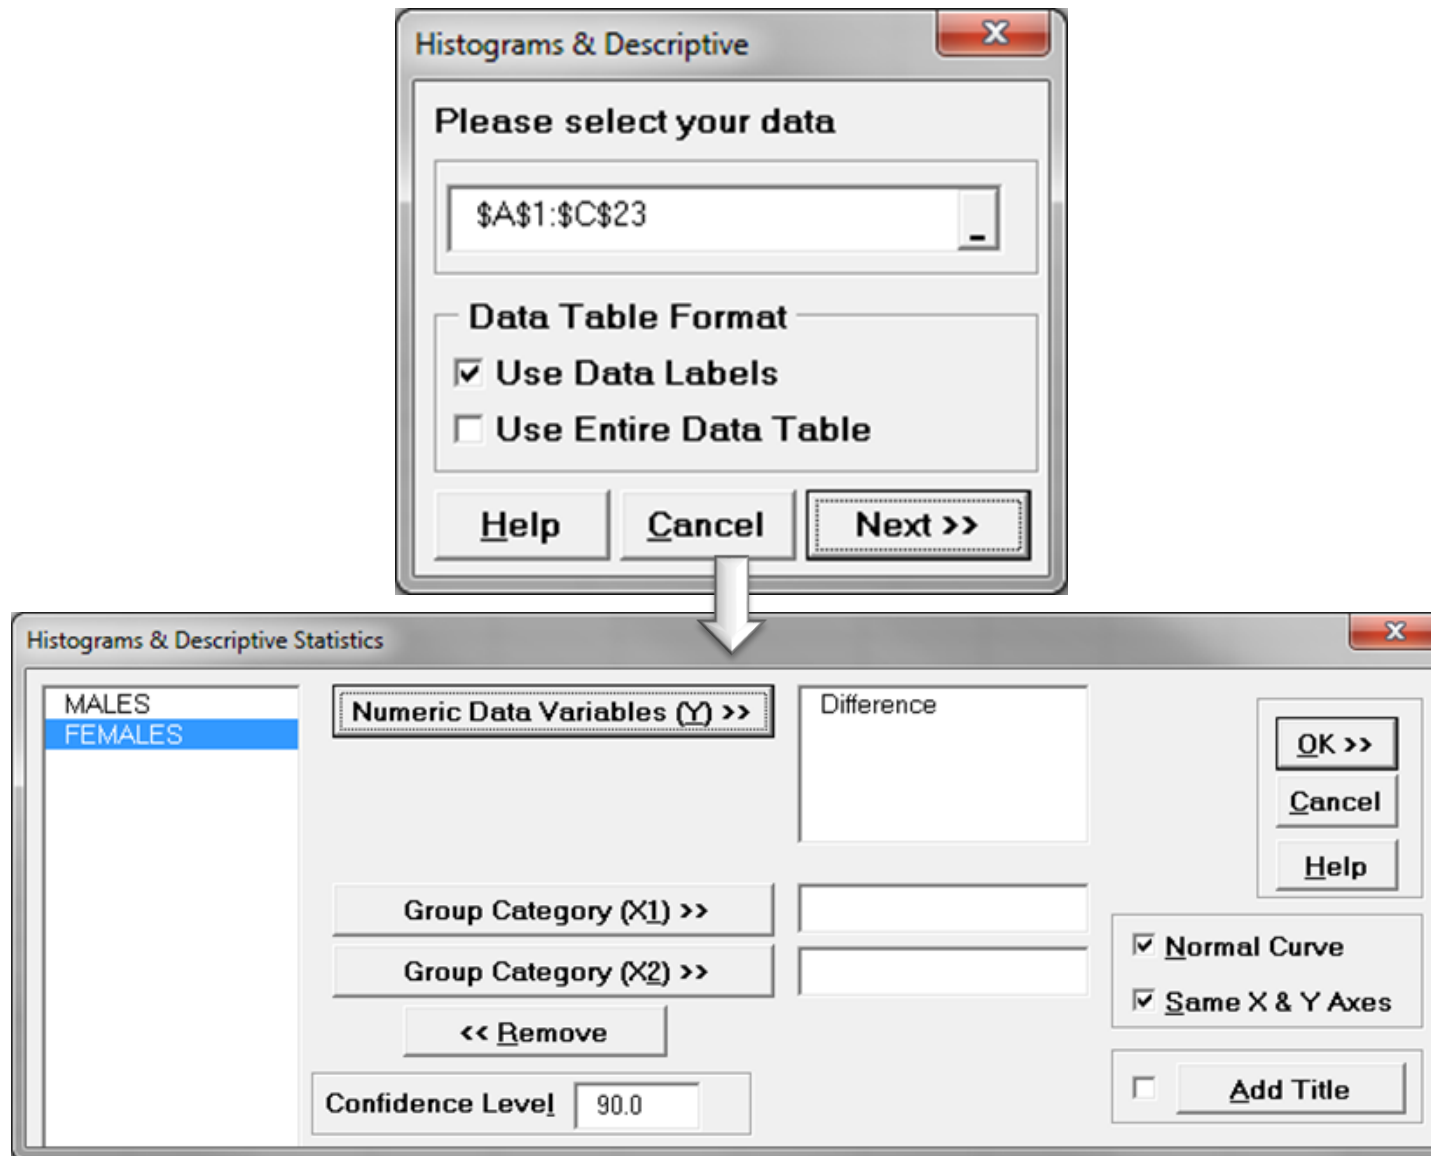 Histograms & Descriptive
x
Please select your data
$A$1:$C$23
Data Table Format
Use Data Labels
Use Entire Data Table
Help Cancel Next >>
Histograms & Descriptive Statistics
x
MALES
FEMALES
Numeric Data Variables (Y) >>
Difference
OK >>
Cancel
Help
Group Category (X1) >>
Group Category (X2) >>
<< Remove
Normal Curve
Same X & Y Axes
Confidence Level 90.0
Add Title